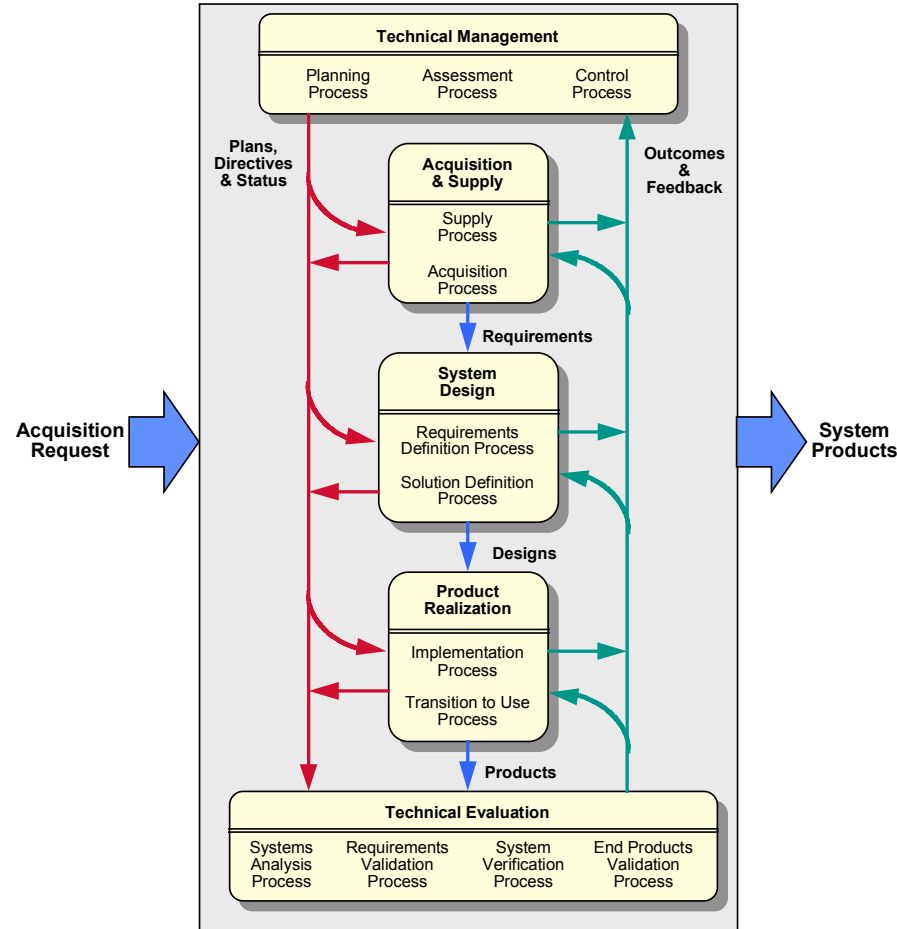 Technical Management
Planning
Process
Assessment
Process
Control
Process
Plans,
Directives
& Status
Outcomes
&
Feedback
Acquisition
& Supply
Supply
Process
Acquisition
Process
Requirements
System
Design
Requirements
Definition Process
Solution Definition
Process
Acquisition
Request
System
Products
Designs
Product
Realization
Implementation
Process
Transition to Use
Process
Products
Technical Evaluation
Systems
Analysis
Process
Requirements
Validation
Process
System
Verification
Process
End Products
Validation
Process